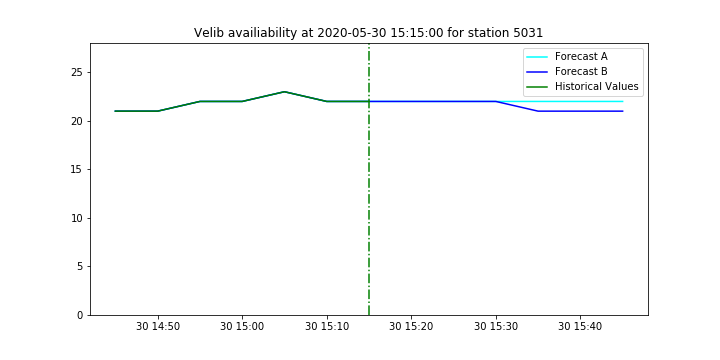 Velib availiability at 2020-05-30 15:15:00 for station 5031
Forecast A
Forecast B
Historical Values
25
20
15
10
5
0
30 14:50 30 15:00 30 15:10 30 15:20 30 15:30 30 15:40